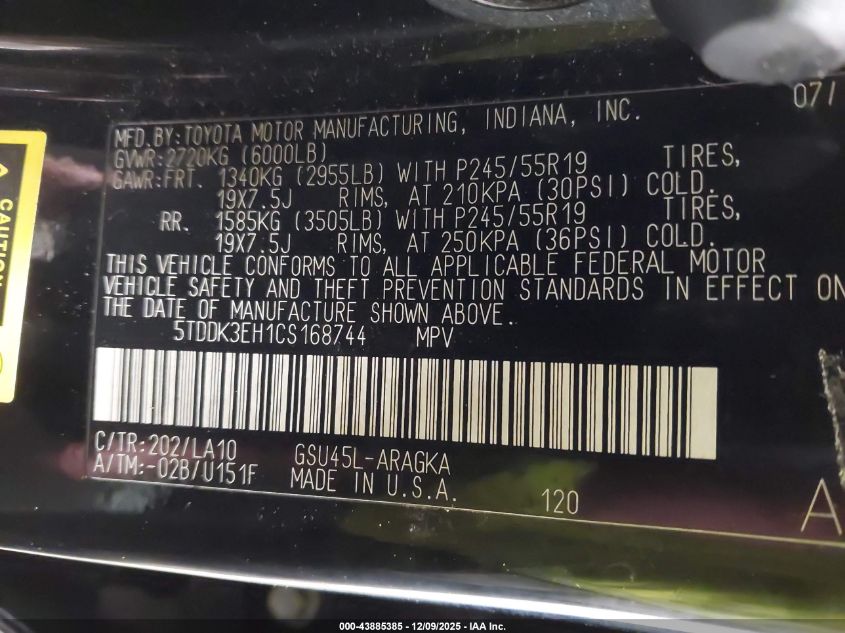 07/1
MFD.BY:TOYOTA MOTOR MANUFACTURING, INDIANA, INC.
GVWR:2720KG (6000LB)
GAWR:FRT. 1340KG (2955LB) WITH P245/55R19 TIRES,
19X7.5J RIMS, AT 210KPA (30PSI) COLD.
RR. 1585KG (3505LB) WITH P245/55R19 TIRES,
19X7.5J RIMS, AT 250KPA (36PSI) COLD.
THIS VEHICLE CONFORMS TO ALL APPLICABLE FEDERAL MOTOR
VEHICLE SAFETY AND THEFT PREVENTION STANDARDS IN EFFECT ON
THE DATE OF MANUFACTURE SHOWN ABOVE.
5TDDK3EH1CS168744 MPV
C/TR:202/LA10 GSU45L-ARAGKA
A/TM:-02B/U151F MADE IN U.S.A.
120
A
CAUTION
000-43885385 - 12/09/2025 - IAA Inc.